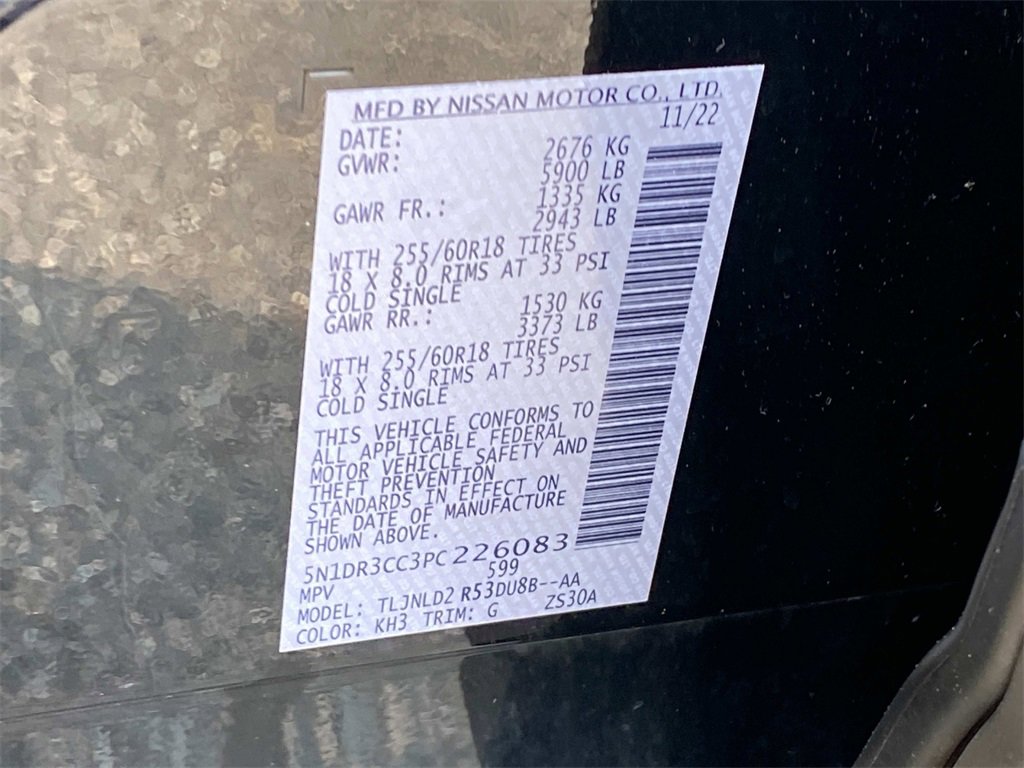 MFD BY NISSAN MOTOR CO., LTD.
DATE: 11/22
GVWR: 2676 KG
5900 LB
GAWR FR.: 1335 KG
2943 LB
WITH 255/60R18 TIRES
18 X 8.0 RIMS AT 33 PSI
COLD SINGLE
GAWR RR.: 1530 KG
3373 LB
WITH 255/60R18 TIRES
18 X 8.0 RIMS AT 33 PSI
COLD SINGLE
THIS VEHICLE CONFORMS TO
ALL APPLICABLE FEDERAL
MOTOR VEHICLE SAFETY AND
THEFT PREVENTION
STANDARDS IN EFFECT ON
THE DATE OF MANUFACTURE
SHOWN ABOVE.
5N1DR3CC3PC226083
MPV 599
MODEL: TLJNLD2 R53DU8B--AA
COLOR: KH3 TRIM: G ZS30A